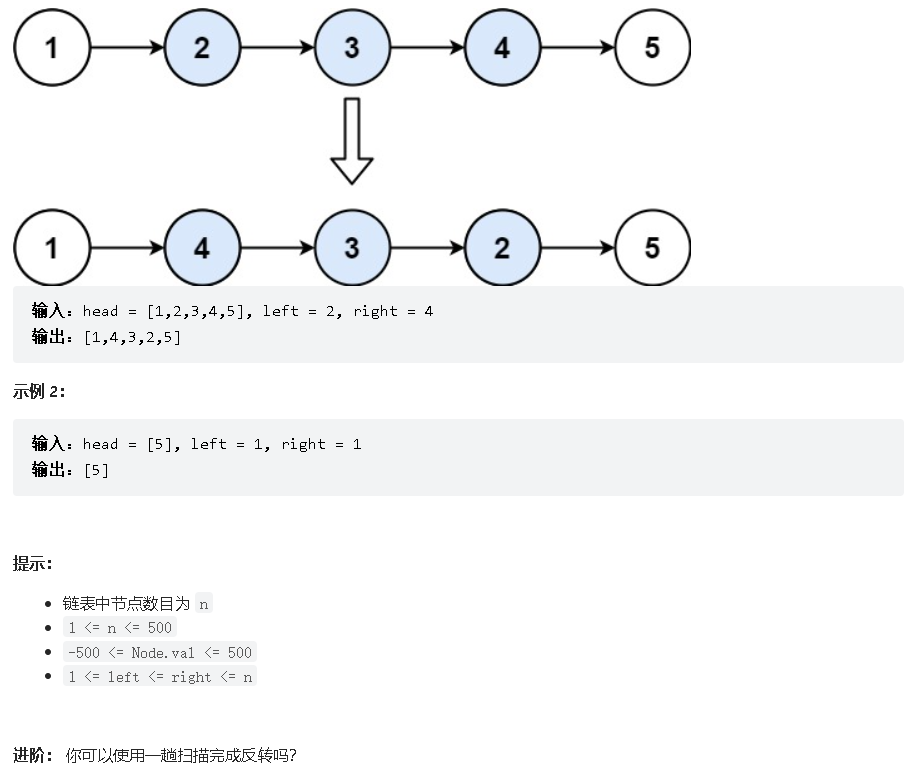 1 2 3 4 5
1 4 3 2 5
输入：head = [1,2,3,4,5], left = 2, right = 4
输出：[1,4,3,2,5]
示例 2：
输入：head = [5], left = 1, right = 1
输出：[5]
提示：
链表中节点数目为 n
1 <= n <= 500
-500 <= Node.val <= 500
1 <= left <= right <= n
进阶： 你可以使用一趟扫描完成反转吗？